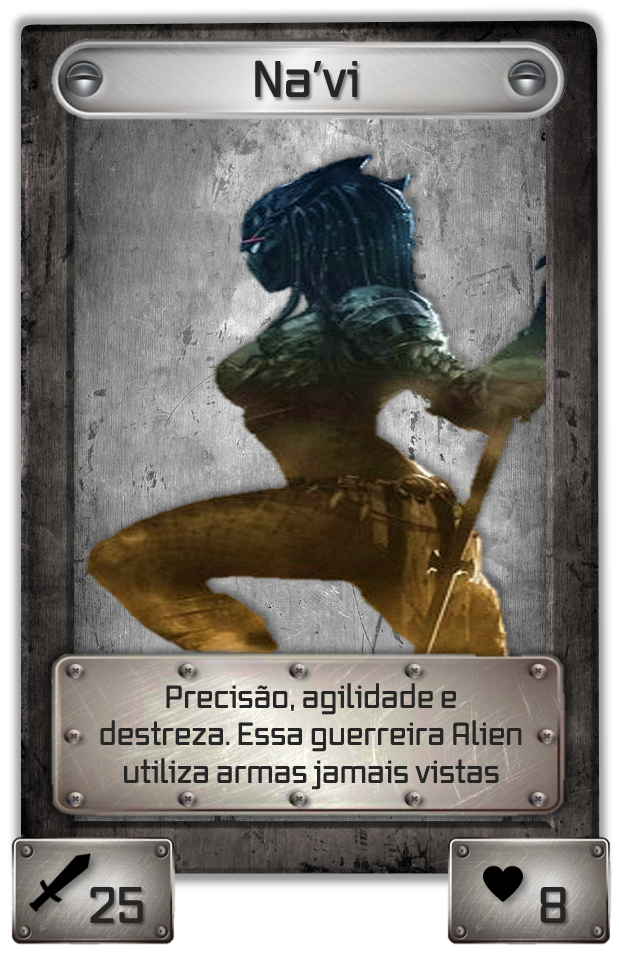 Na'vi
Precisão, agilidade e
destreza. Essa guerreira Alien
utiliza armas jamais vistas
25
8